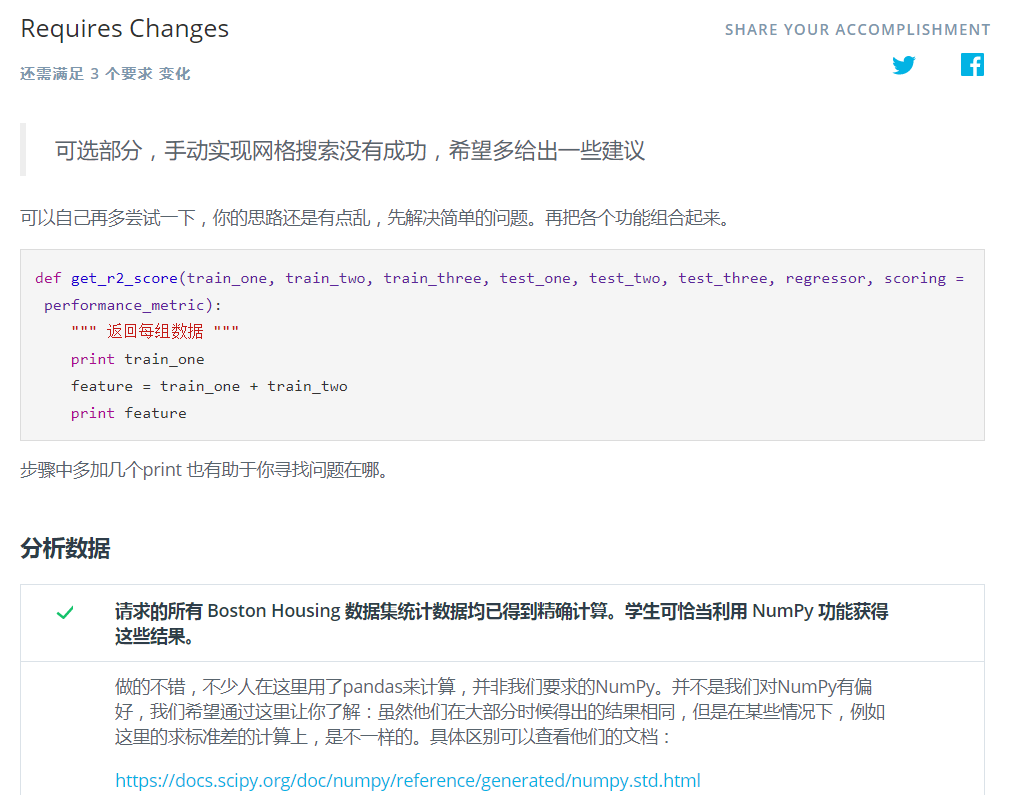 Requires Changes
SHARE YOUR ACCOMPLISHMENT
还需满足 3 个要求 变化
可选部分，手动实现网格搜索没有成功，希望多给出一些建议
可以自己再多尝试一下，你的思路还是有点乱，先解决简单的问题。再把各个功能组合起来。
def get_r2_score(train_one, train_two, train_three, test_one, test_two, test_three, regressor, scoring =
performance_metric):
""" 返回每组数据 """
print train_one
feature = train_one + train_two
print feature
步骤中多加几个print 也有助于你寻找问题在哪。
分析数据
请求的所有 Boston Housing 数据集统计数据均已得到精确计算。学生可恰当利用 NumPy 功能获得
这些结果。
做的不错，不少人在这里用了pandas来计算，并非我们要求的NumPy。并不是我们对NumPy有偏
好，我们希望通过这里让你了解：虽然他们在大部分时候得出的结果相同，但是在某些情况下，例如
这里的求标准差的计算上，是不一样的。具体区别可以查看他们的文档：
https://docs.scipy.org/doc/numpy/reference/generated/numpy.std.html